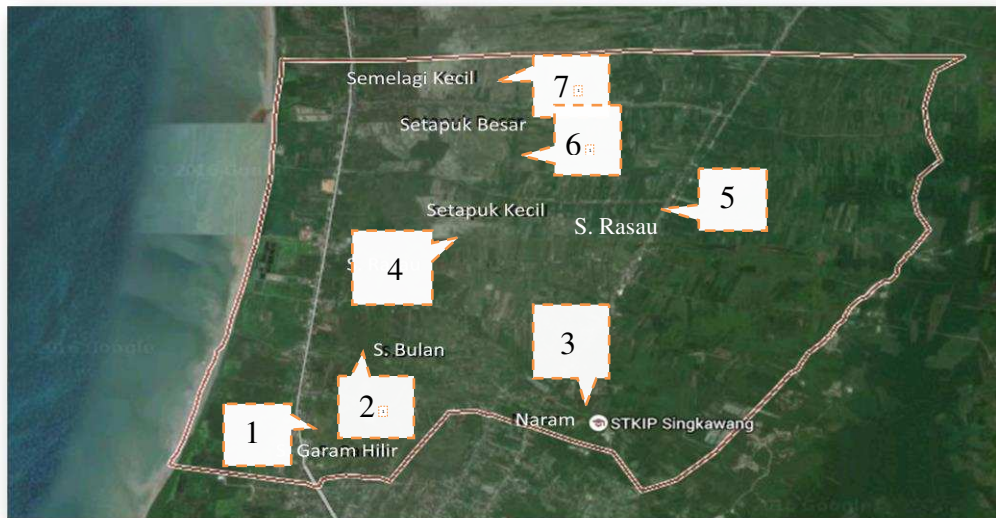 Semelagi Kecil
7
Setapuk Besar
6
5
Setapuk Kecil
S. Rasau
4
3
S. Bulan
2
1
Naram
STKIP Singkawang
Garam Hilir